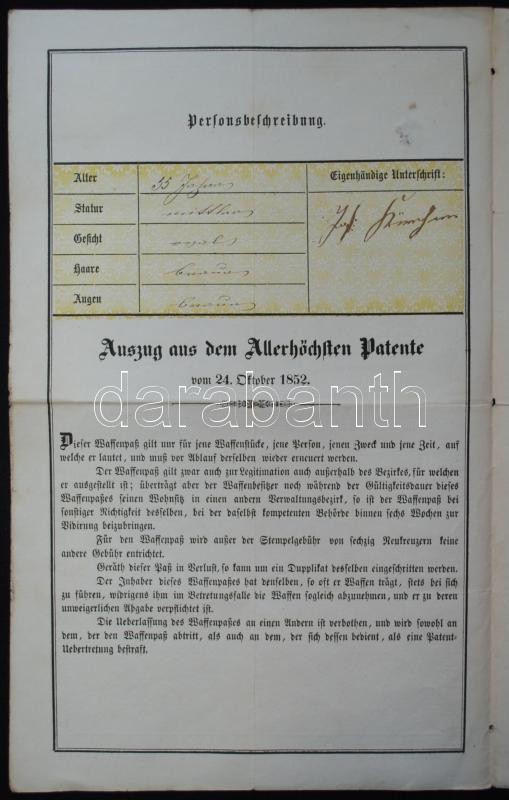 Personsbeschreibung.
Alter 35 Jahre
Statur mittlere
Gesicht oval
Haare braun
Augen braun
Eigenhändige Unterschrift:
Jos.
Auszug aus dem Allerhöchsten Patente
vom 24. Oktober 1852.
darabanth
Dieser Waffenpaß gilt nur für jene Waffenstücke, jene Person, jenen Zweck und jene Zeit, auf
welche er lautet, und muß vor Ablauf derselben wieder erneuert werden.
Der Waffenpaß gilt zwar auch zur Legitimation auch außerhalb des Bezirkes, für welchen
er ausgestellt ist; überträgt aber der Waffenbesitzer noch während der Gültigkeitsdauer dieses
Waffenpaßes seinen Wohnsitz in einen andern Verwaltungsbezirk, so ist der Waffenpaß bei
sonstiger Nichtigkeit desselben, bei der daselbst kompetenten Behörde binnen sechs Wochen zur
Vidirung beizubringen.
Für den Waffenpaß wird außer der Stempelgebühr von sechzig Neukreuzern keine
andere Gebühr entrichtet.
Geräth dieser Paß in Verlust, so kann um ein Dupplikat desselben eingeschritten werden.
Der Inhaber dieses Waffenpaßes hat denselben, so oft er Waffen trägt, stets bei sich
zu führen, widrigens ihm im Betretungsfalle die Waffen sogleich abzunehmen, und er zu deren
unweigerlichen Abgabe verpflichtet ist.
Die Ueberlassung des Waffenpaßes an einen Andern ist verbothen, und wird sowohl an
dem, der den Waffenpaß abtritt, als auch an dem, der sich dessen bedient, als eine Patent-
Uebertretung bestraft.